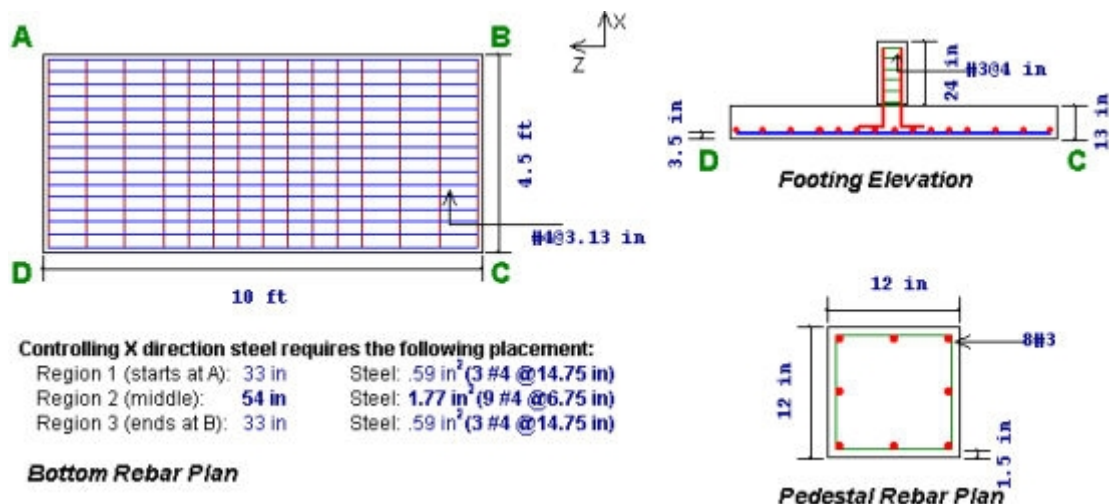 A
B
X
Z
4.5 ft
#4@3.13 in
D
C
10 ft
Controlling X direction steel requires the following placement:
Region 1 (starts at A): 33 in Steel: .59 in² (3 #4 @14.75 in)
Region 2 (middle): 54 in Steel: 1.77 in² (9 #4 @6.75 in)
Region 3 (ends at B): 33 in Steel: .59 in² (3 #4 @14.75 in)
Bottom Rebar Plan
#3@4 in
24 in
13 in
3.5 in
D
C
Footing Elevation
12 in
8#3
12 in
1.5 in
Pedestal Rebar Plan